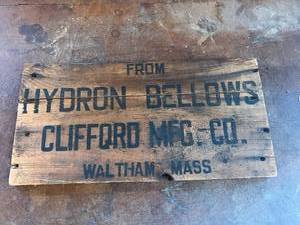 FROM
HYDRON BELLOWS
CLIFFORD MFG. CO.
WALTHAM, MASS